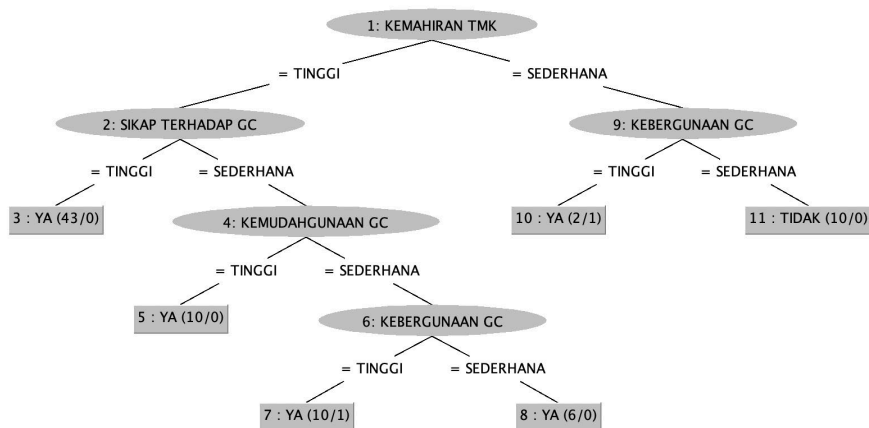 1: KEMAHIRAN TMK
= TINGGI
= SEDERHANA
2: SIKAP TERHADAP GC
9: KEBERGUNAAN GC
= TINGGI
= SEDERHANA
= TINGGI
= SEDERHANA
3 : YA (43/0)
4: KEMUDAHGUNAAN GC
10 : YA (2/1)
11 : TIDAK (10/0)
= TINGGI
= SEDERHANA
5 : YA (10/0)
6: KEBERGUNAAN GC
= TINGGI
= SEDERHANA
7 : YA (10/1)
8 : YA (6/0)